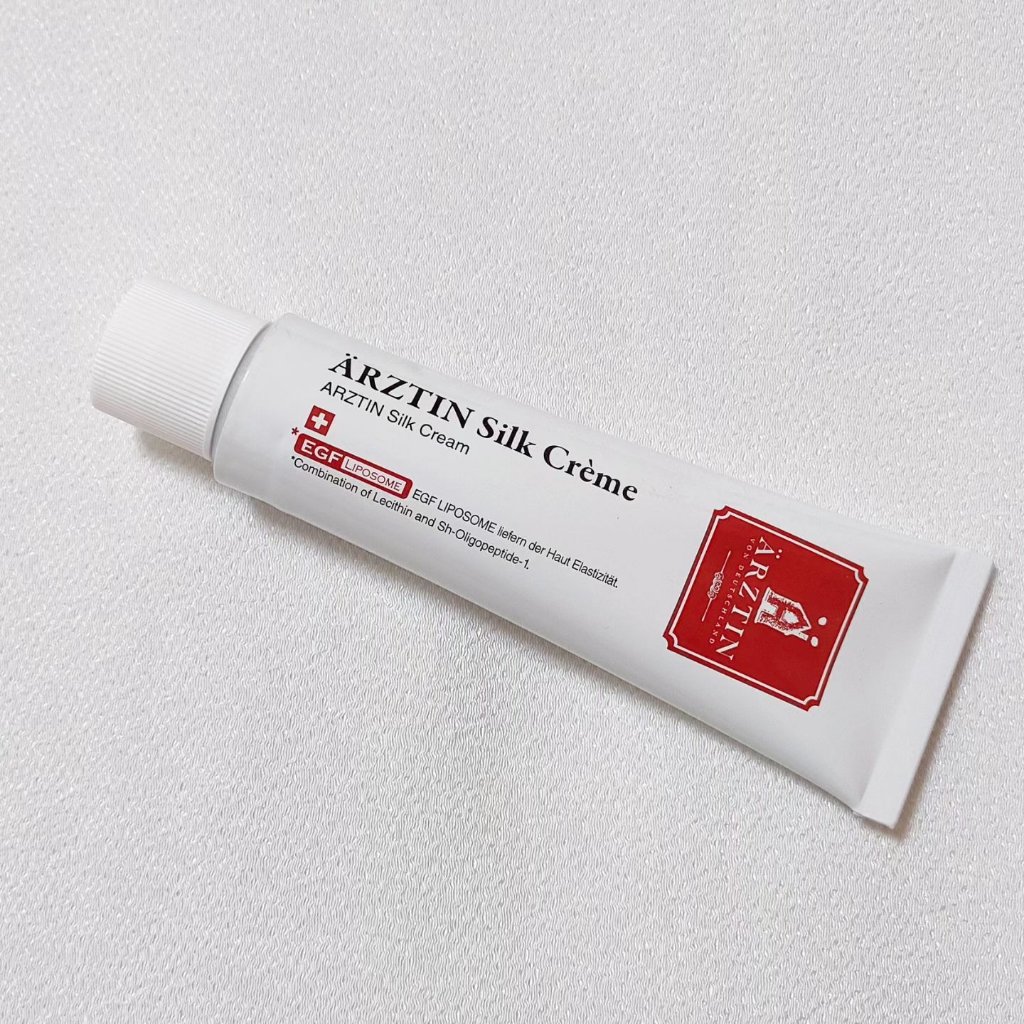 ÄRZTIN Silk Crème
ARZTIN Silk Cream
*EGF LIPOSOME EGF LIPOSOME liefern der Haut Elastizität.
*Combination of Lecithin and Sh-Oligopeptide-1.
Ä
ÄRZTIN
VON DEUTSCHLAND